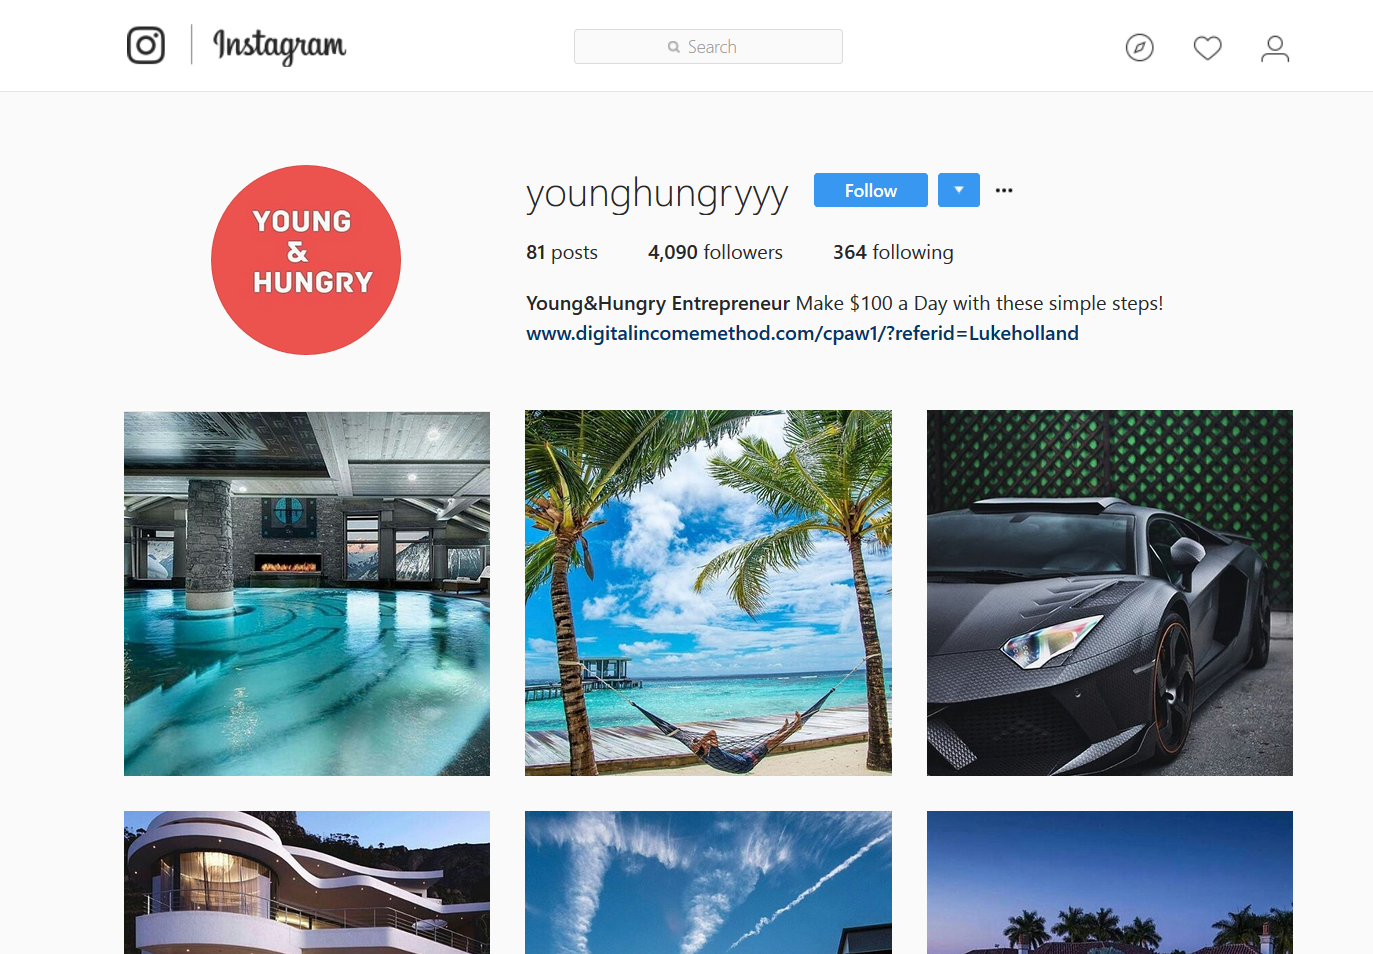 Instagram
Search
YOUNG
&
HUNGRY
younghungryyy Follow
81 posts 4,090 followers 364 following
Young&Hungry Entrepreneur Make $100 a Day with these simple steps!
www.digitalincomemethod.com/cpaw1/?referid=Lukeholland